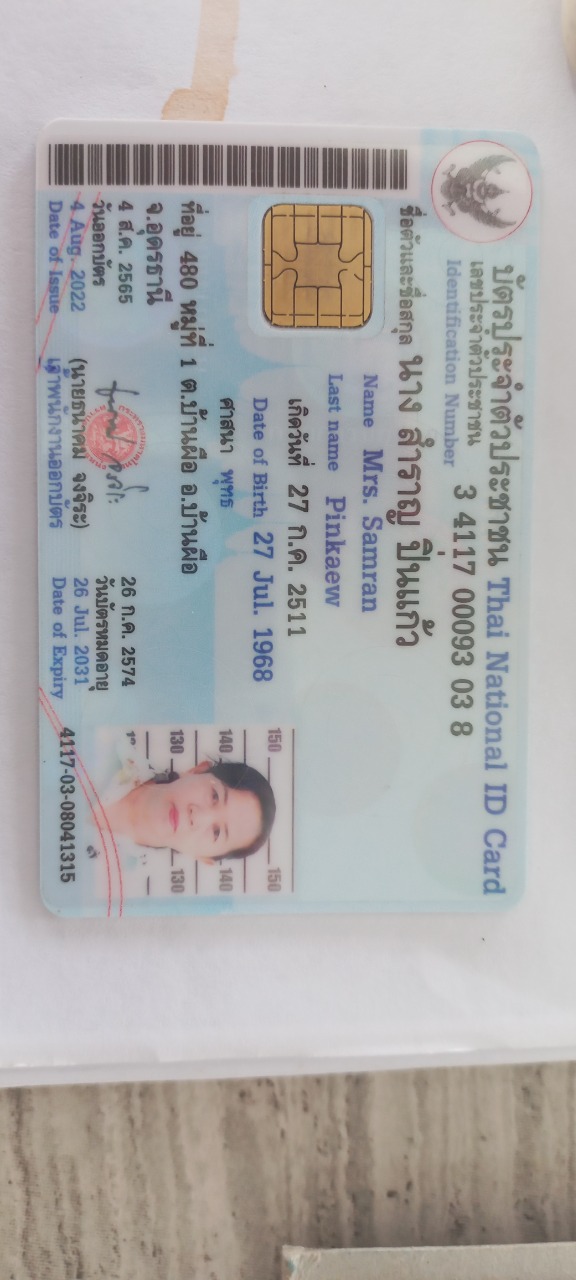 บัตรประจำตัวประชาชน Thai National ID Card
เลขประจำตัวประชาชน 3 4117 00093 03 8
Identification Number
ชื่อตัวและชื่อสกุล นาง สำราญ ปิ่นแก้ว
Name Mrs. Samran
Last name Pinkaew
เกิดวันที่ 27 ก.ค. 2511
Date of Birth 27 Jul. 1968
ศาสนา พุทธ
ที่อยู่ 480 หมู่ที่ 1 ต.บ้านผือ อ.บ้านผือ
จ.อุดรธานี
4 ส.ค. 2565
วันออกบัตร
4 Aug. 2022
Date of Issue
(นายธนาคม จงจิระ)
เจ้าพนักงานออกบัตร
26 ก.ค. 2574
วันบัตรหมดอายุ
26 Jul. 2031
Date of Expiry
150 150
140 140
130 130
4117-03-08041315